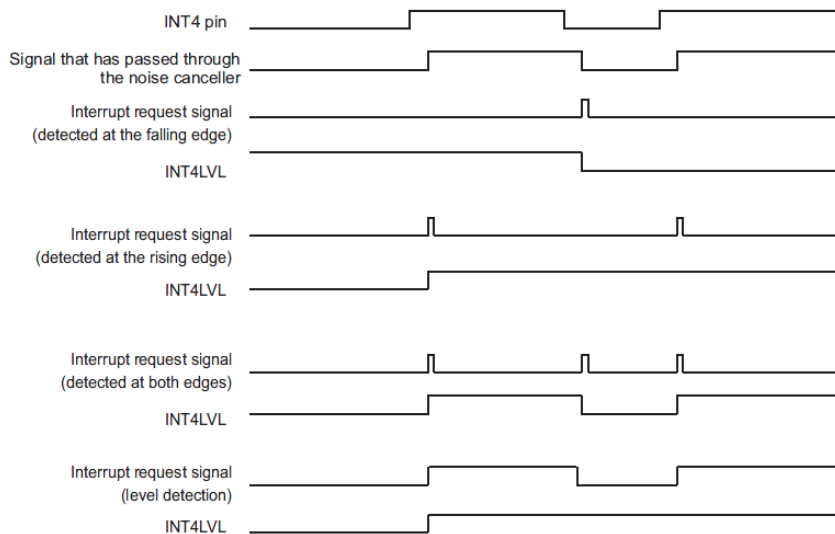 INT4 pin
Signal that has passed through
the noise canceller
Interrupt request signal
(detected at the falling edge)
INT4LVL
Interrupt request signal
(detected at the rising edge)
INT4LVL
Interrupt request signal
(detected at both edges)
INT4LVL
Interrupt request signal
(level detection)
INT4LVL